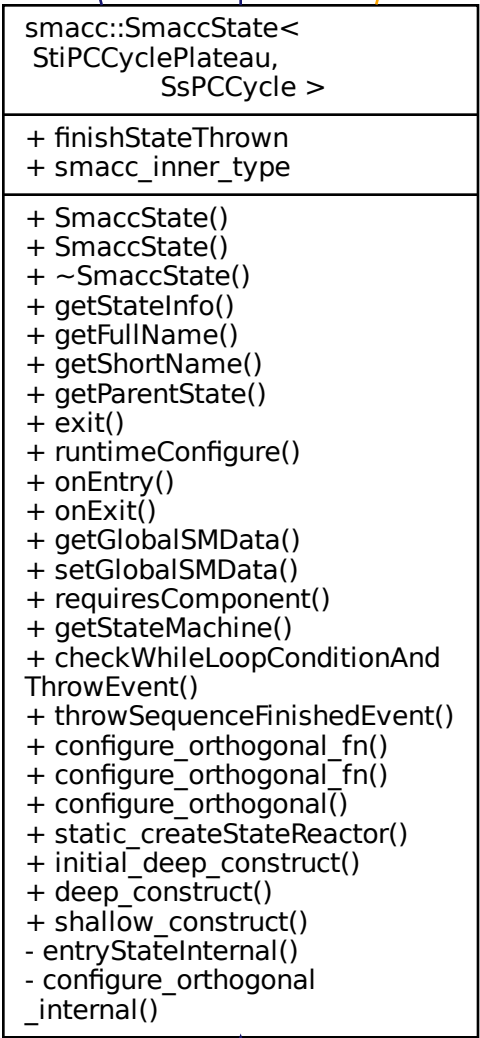 smacc::SmaccState<
StiPCCyclePlateau,
SsPCCycle >
+ finishStateThrown
+ smacc_inner_type
+ SmaccState()
+ SmaccState()
+ ~SmaccState()
+ getStateInfo()
+ getFullName()
+ getShortName()
+ getParentState()
+ exit()
+ runtimeConfigure()
+ onEntry()
+ onExit()
+ getGlobalSMData()
+ setGlobalSMData()
+ requiresComponent()
+ getStateMachine()
+ checkWhileLoopConditionAnd
ThrowEvent()
+ throwSequenceFinishedEvent()
+ configure_orthogonal_fn()
+ configure_orthogonal_fn()
+ configure_orthogonal()
+ static_createStateReactor()
+ initial_deep_construct()
+ deep_construct()
+ shallow_construct()
- entryStateInternal()
- configure_orthogonal
_internal()